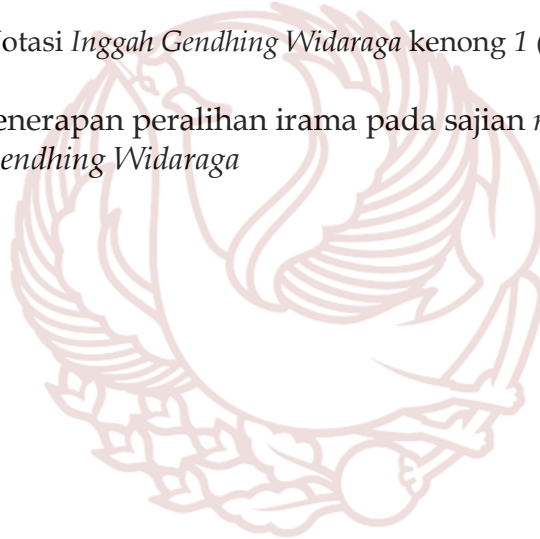 otasi Inggah Gendhing Widaraga kenong 1 (
enerapan peralihan irama pada sajian
endhing Widaraga